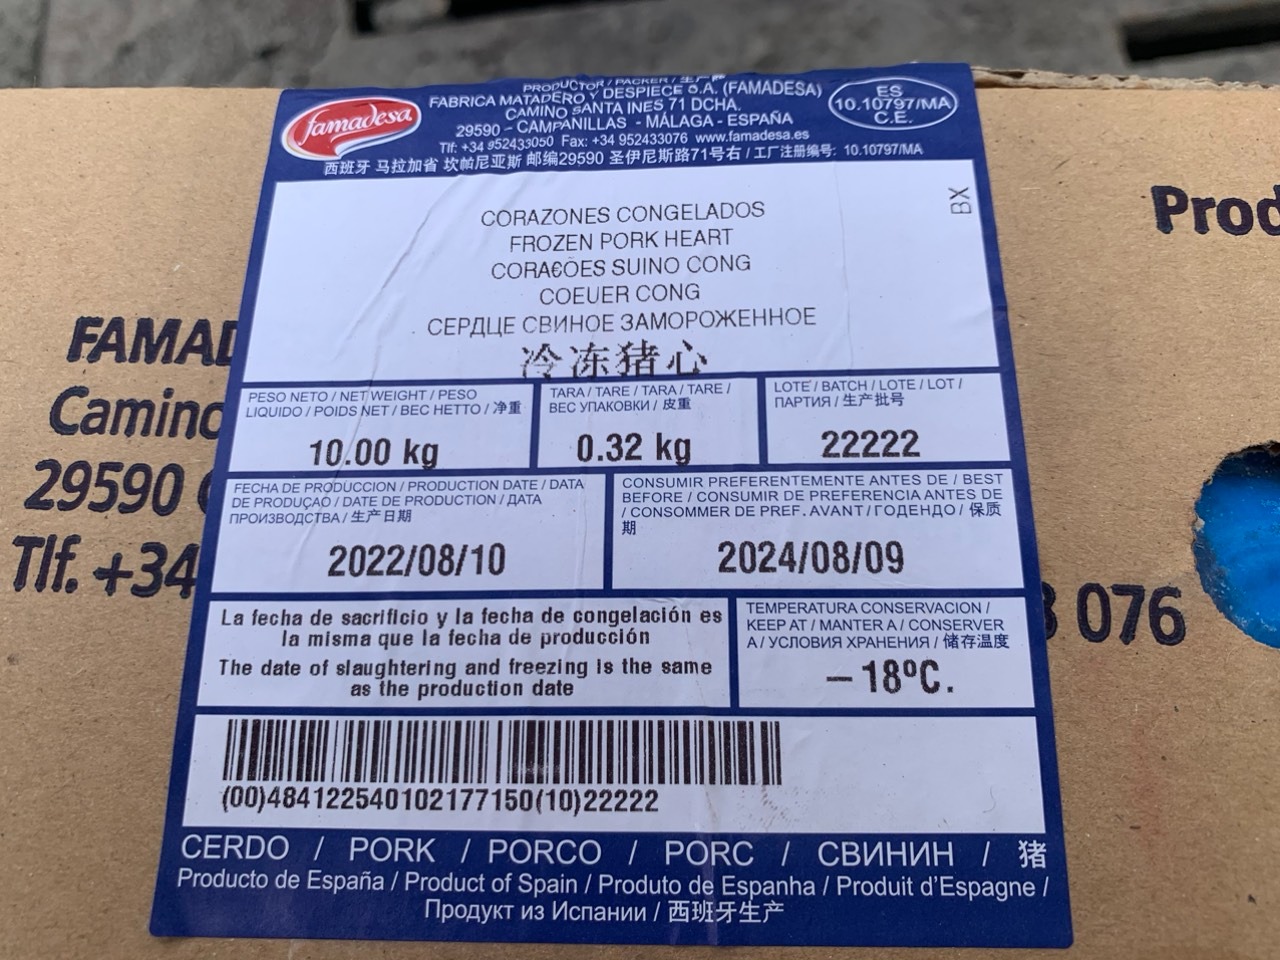 famadesa
PRODUCTOR / PACKER / 生产商
FABRICA MATADERO Y DESPIECE S.A. (FAMADESA)
CAMINO SANTA INES 71 DCHA.
29590 - CAMPANILLAS - MÁLAGA - ESPAÑA
Tlf: +34 952433050 Fax: +34 952433076 www.famadesa.es
西班牙 马拉加省 坎帕尼亚斯 邮编29590 圣伊尼斯路71号右 / 工厂注册编号: 10.10797/MA
ES
10.10797/MA
C.E.
BX
CORAZONES CONGELADOS
FROZEN PORK HEART
CORA€ÕES SUINO CONG
COEUER CONG
СЕРДЦЕ СВИНОЕ ЗАМОРОЖЕННОЕ
冷冻猪心
PESO NETO / NET WEIGHT / PESO
LIQUIDO / POIDS NET / ВЕС НЕТТО / 净重
10.00 kg
TARA / TARE / TARA / TARE /
ВЕС УПАКОВКИ / 皮重
0.32 kg
LOTE / BATCH / LOTE / LOT /
ПАРТИЯ / 生产批号
22222
FECHA DE PRODUCCION / PRODUCTION DATE / DATA
DE PRODUÇAO / DATE DE PRODUCTION / ДАТА
ПРОИЗВОДСТВА / 生产日期
2022/08/10
CONSUMIR PREFERENTEMENTE ANTES DE / BEST
BEFORE / CONSUMIR DE PREFERENCIA ANTES DE
/ CONSOMMER DE PREF. AVANT / ГОДЕНДО / 保质
期
2024/08/09
La fecha de sacrificio y la fecha de congelación es
la misma que la fecha de producción
The date of slaughtering and freezing is the same
as the production date
TEMPERATURA CONSERVACION /
KEEP AT / MANTER A / CONSERVER
A / УСЛОВИЯ ХРАНЕНИЯ / 储存温度
– 18ºC.
(00)484122540102177150(10)22222
CERDO / PORK / PORCO / PORC / СВИНИН / 猪
Producto de España / Product of Spain / Produto de Espanha / Produit d'Espagne /
Продукт из Испании / 西班牙生产
FAMAD
Camino
29590
Tlf. +34
Prod
076